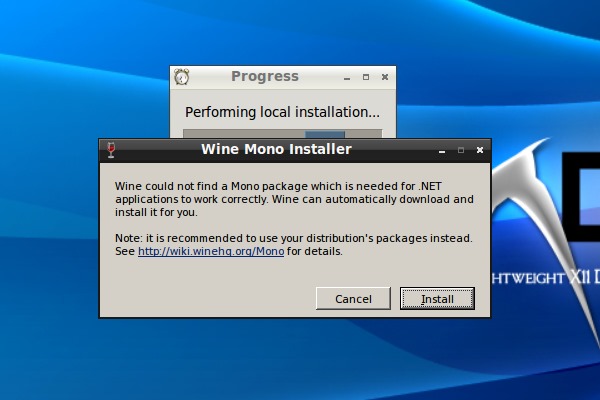 Progress
Performing local installation...
Wine Mono Installer
Wine could not find a Mono package which is needed for .NET
applications to work correctly. Wine can automatically download and
install it for you.
Note: it is recommended to use your distribution's packages instead.
See http://wiki.winehq.org/Mono for details.
Cancel
Install